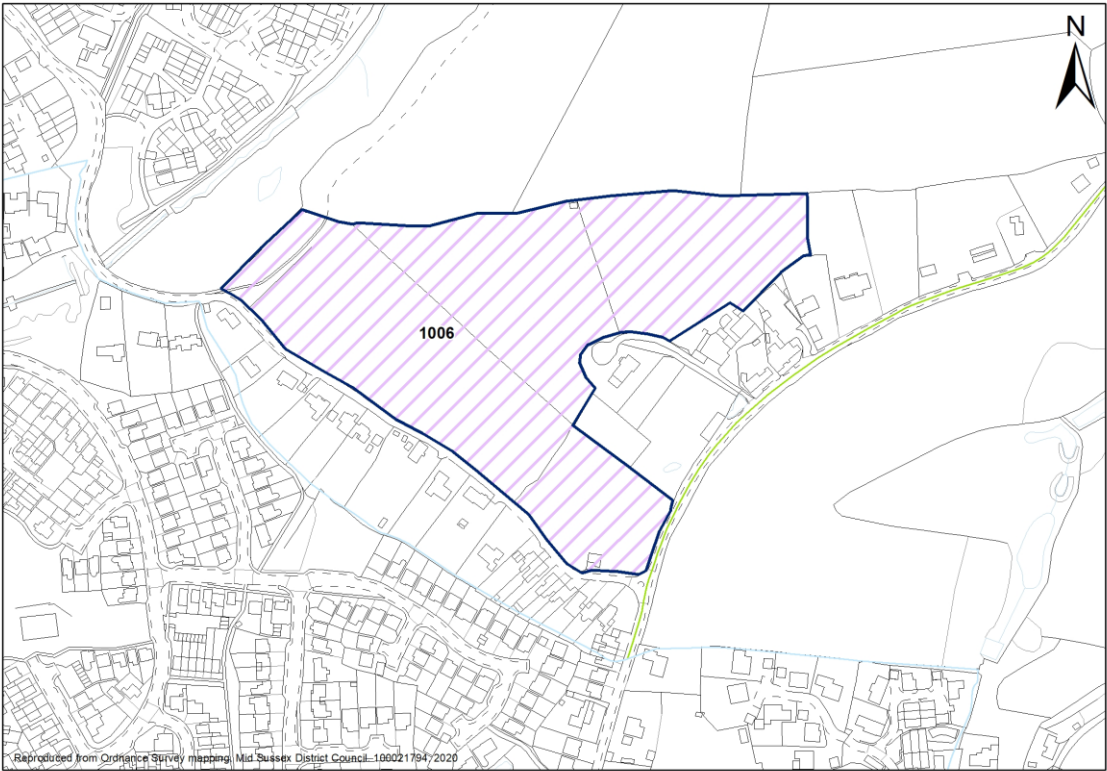 N
1006
Reproduced from Ordnance Survey mapping, Mid Sussex District Council 100021794, 2020